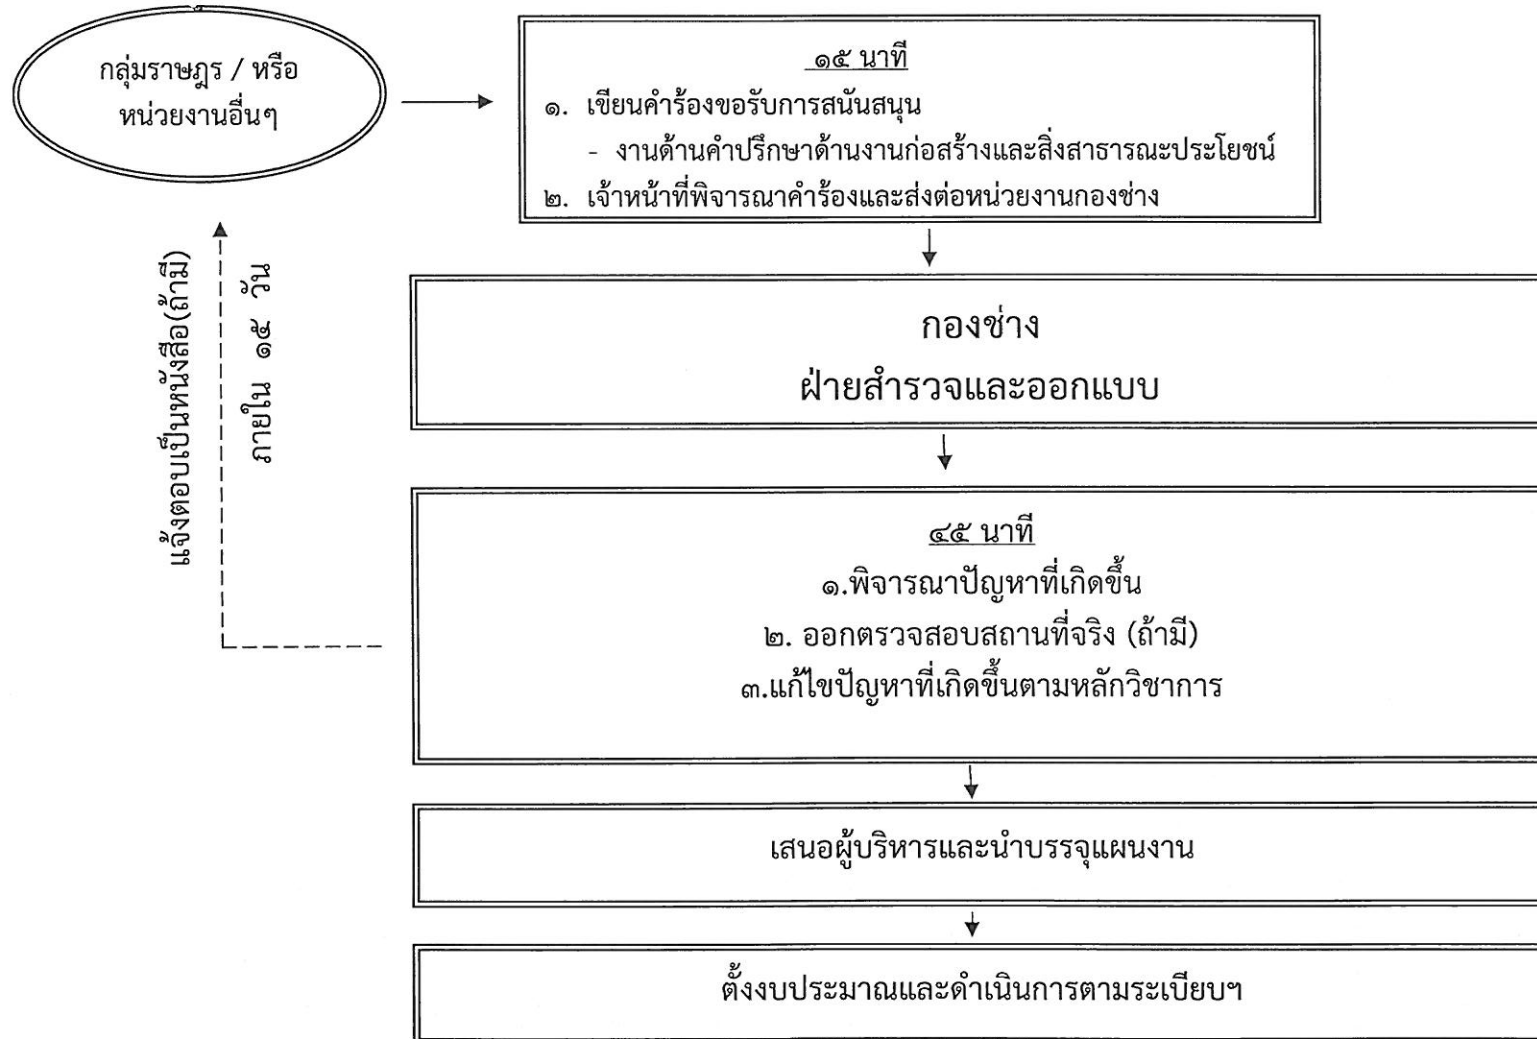 กลุ่มราษฎร / หรือ
หน่วยงานอื่นๆ
๑๕ นาที
๑. เขียนคำร้องขอรับการสนันสนุน
- งานด้านคำปรึกษาด้านงานก่อสร้างและสิ่งสาธารณะประโยชน์
๒. เจ้าหน้าที่พิจารณาคำร้องและส่งต่อหน่วยงานกองช่าง
แจ้งตอบเป็นหนังสือ(ถ้ามี)
ภายใน ๑๕ วัน
กองช่าง
ฝ่ายสำรวจและออกแบบ
๔๕ นาที
๑.พิจารณาปัญหาที่เกิดขึ้น
๒. ออกตรวจสอบสถานที่จริง (ถ้ามี)
๓.แก้ไขปัญหาที่เกิดขึ้นตามหลักวิชาการ
เสนอผู้บริหารและนำบรรจุแผนงาน
ตั้งงบประมาณและดำเนินการตามระเบียบฯ